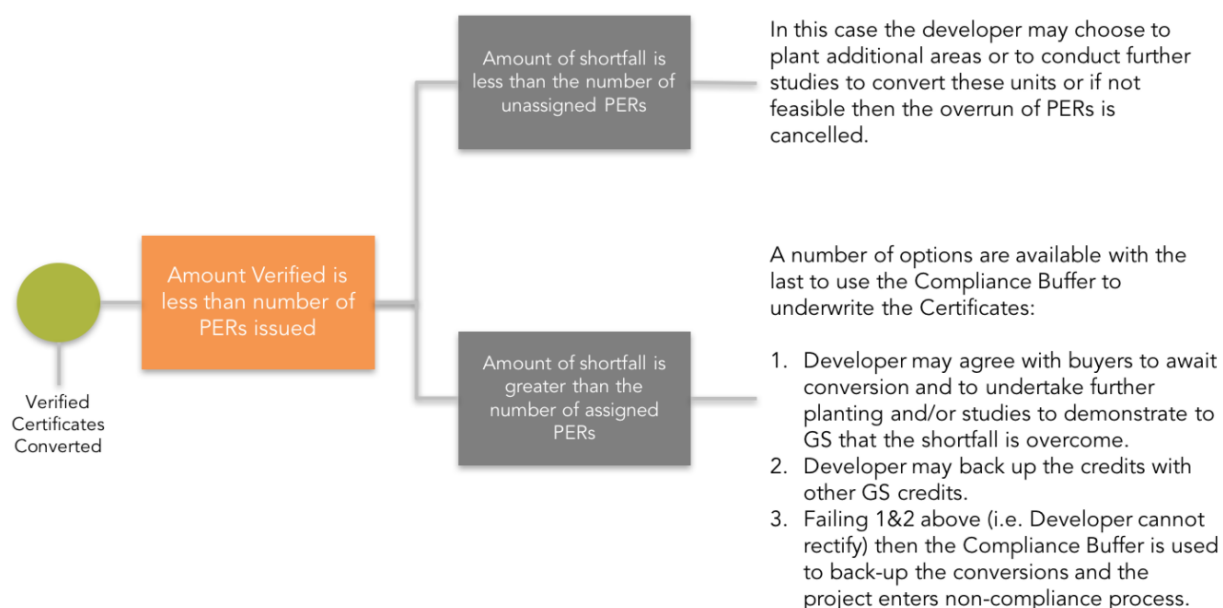 Verified
Certificates
Converted
Amount Verified is
less than number of
PERs issued
Amount of shortfall is
less than the number of
unassigned PERs
In this case the developer may choose to
plant additional areas or to conduct further
studies to convert these units or if not
feasible then the overrun of PERs is
cancelled.
Amount of shortfall is
greater than the
number of assigned
PERs
A number of options are available with the
last to use the Compliance Buffer to
underwrite the Certificates:
1. Developer may agree with buyers to await
conversion and to undertake further
planting and/or studies to demonstrate to
GS that the shortfall is overcome.
2. Developer may back up the credits with
other GS credits.
3. Failing 1&2 above (i.e. Developer cannot
rectify) then the Compliance Buffer is used
to back-up the conversions and the
project enters non-compliance process.